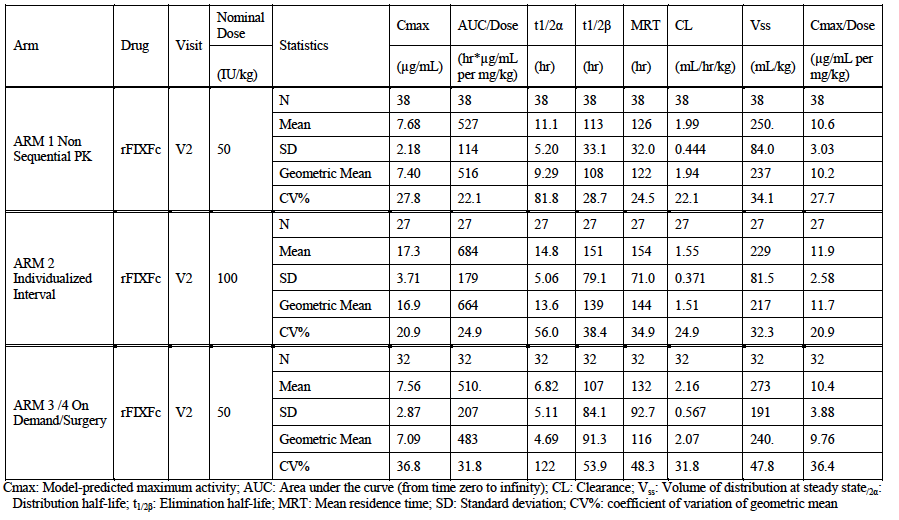 Arm Drug Visit Nominal Dose Statistics Cmax AUC/Dose t1/2α t1/2β MRT CL Vss Cmax/Dose
(IU/kg) (µg/mL) (hr*µg/mL per mg/kg) (hr) (hr) (hr) (mL/hr/kg) (mL/kg) (µg/mL per mg/kg)
ARM 1 Non Sequential PK rFIXFc V2 50
N 38 38 38 38 38 38 38 38
Mean 7.68 527 11.1 113 126 1.99 250. 10.6
SD 2.18 114 5.20 33.1 32.0 0.444 84.0 3.03
Geometric Mean 7.40 516 9.29 108 122 1.94 237 10.2
CV% 27.8 22.1 81.8 28.7 24.5 22.1 34.1 27.7
ARM 2 Individualized Interval rFIXFc V2 100
N 27 27 27 27 27 27 27 27
Mean 17.3 684 14.8 151 154 1.55 229 11.9
SD 3.71 179 5.06 79.1 71.0 0.371 81.5 2.58
Geometric Mean 16.9 664 13.6 139 144 1.51 217 11.7
CV% 20.9 24.9 56.0 38.4 34.9 24.9 32.3 20.9
ARM 3 /4 On Demand/Surgery rFIXFc V2 50
N 32 32 32 32 32 32 32 32
Mean 7.56 510. 6.82 107 132 2.16 273 10.4
SD 2.87 207 5.11 84.1 92.7 0.567 191 3.88
Geometric Mean 7.09 483 4.69 91.3 116 2.07 240. 9.76
CV% 36.8 31.8 122 53.9 48.3 31.8 47.8 36.4
Cmax: Model-predicted maximum activity; AUC: Area under the curve (from time zero to infinity); CL: Clearance; Vss: Volume of distribution at steady state/2α:
Distribution half-life; t1/2β: Elimination half-life; MRT: Mean residence time; SD: Standard deviation; CV%: coefficient of variation of geometric mean